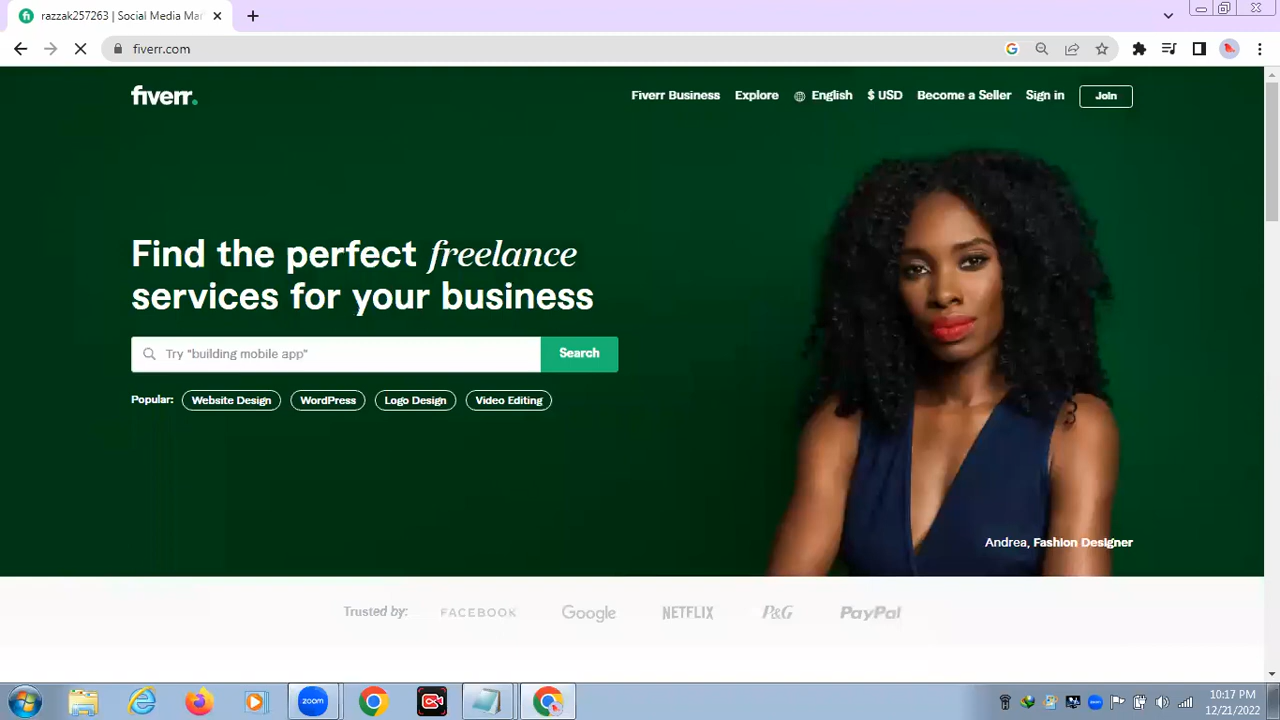 razzak257263 | Social Media Mar
fiverr.com
fiverr.
Fiverr Business Explore English $ USD Become a Seller Sign in Join
Find the perfect freelance
services for your business
Try "building mobile app" Search
Popular: Website Design WordPress Logo Design Video Editing
Andrea, Fashion Designer
Trusted by: FACEBOOK Google NETFLIX P&G PayPal
zoom
10:17 PM
12/21/2022